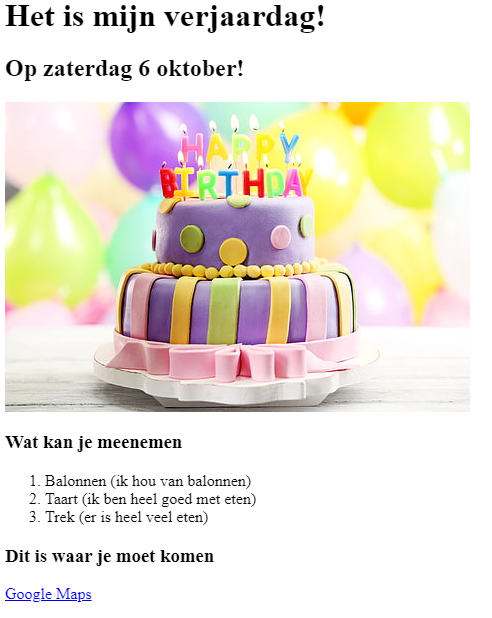 Het is mijn verjaardag!
Op zaterdag 6 oktober!
HAPPY
BIRTHDAY
Wat kan je meenemen
1. Balonnen (ik hou van balonnen)
2. Taart (ik ben heel goed met eten)
3. Trek (er is heel veel eten)
Dit is waar je moet komen
Google Maps